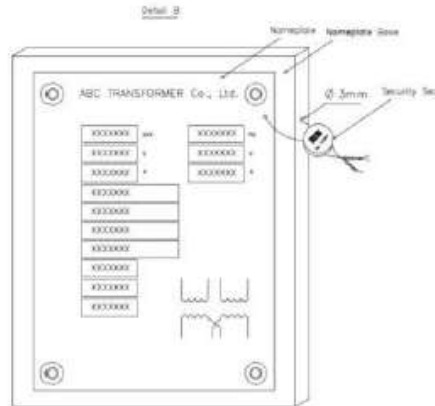 Detail B
Nameplate Nameplate Base
ABC TRANSFORMER Co., Ltd.
Ø 3mm Security Sea
XXXXXXX XXXXXXX
XXXXXXX XXXXXXX
XXXXXXX XXXXXXX
XXXXXXX
XXXXXXX
XXXXXXX
XXXXXXX
XXXXXXX
XXXXXXX
XXXXXXX